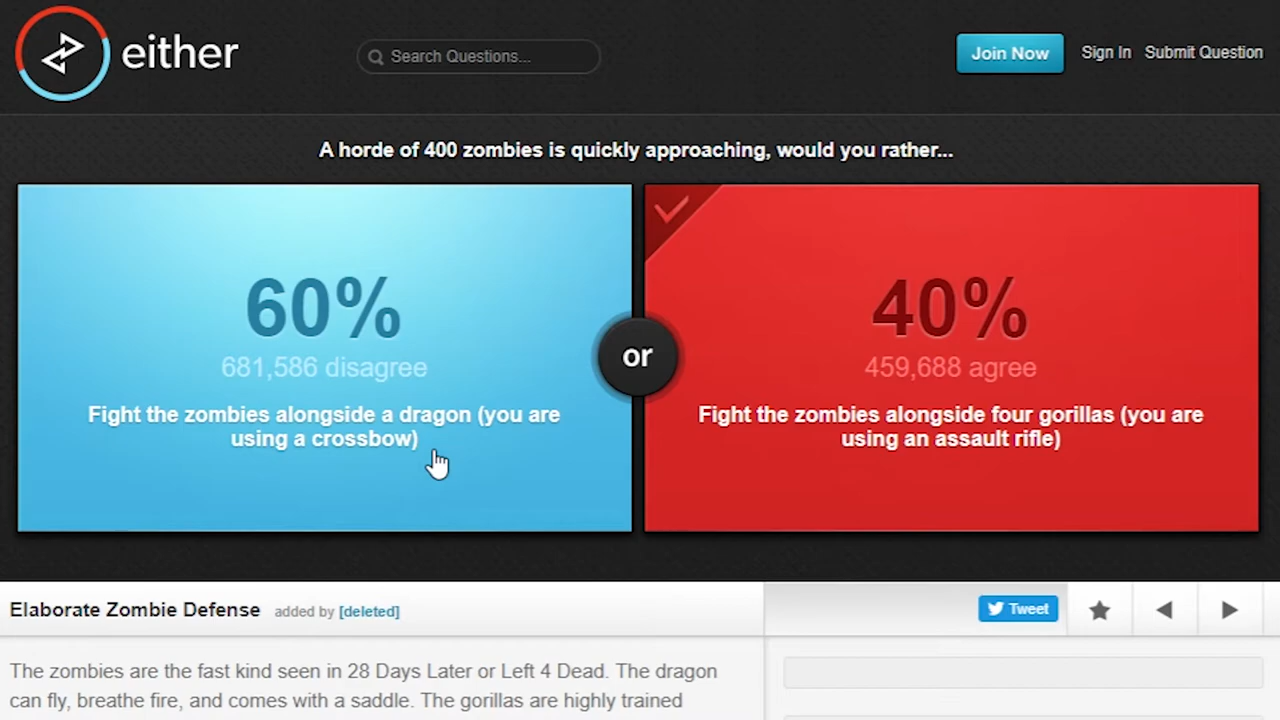 either
Search Questions...
Join Now
Sign In
Submit Question
A horde of 400 zombies is quickly approaching, would you rather...
60%
681,586 disagree
Fight the zombies alongside a dragon (you are
using a crossbow)
or
40%
459,688 agree
Fight the zombies alongside four gorillas (you are
using an assault rifle)
Elaborate Zombie Defense added by [deleted]
Tweet
The zombies are the fast kind seen in 28 Days Later or Left 4 Dead. The dragon
can fly, breathe fire, and comes with a saddle. The gorillas are highly trained